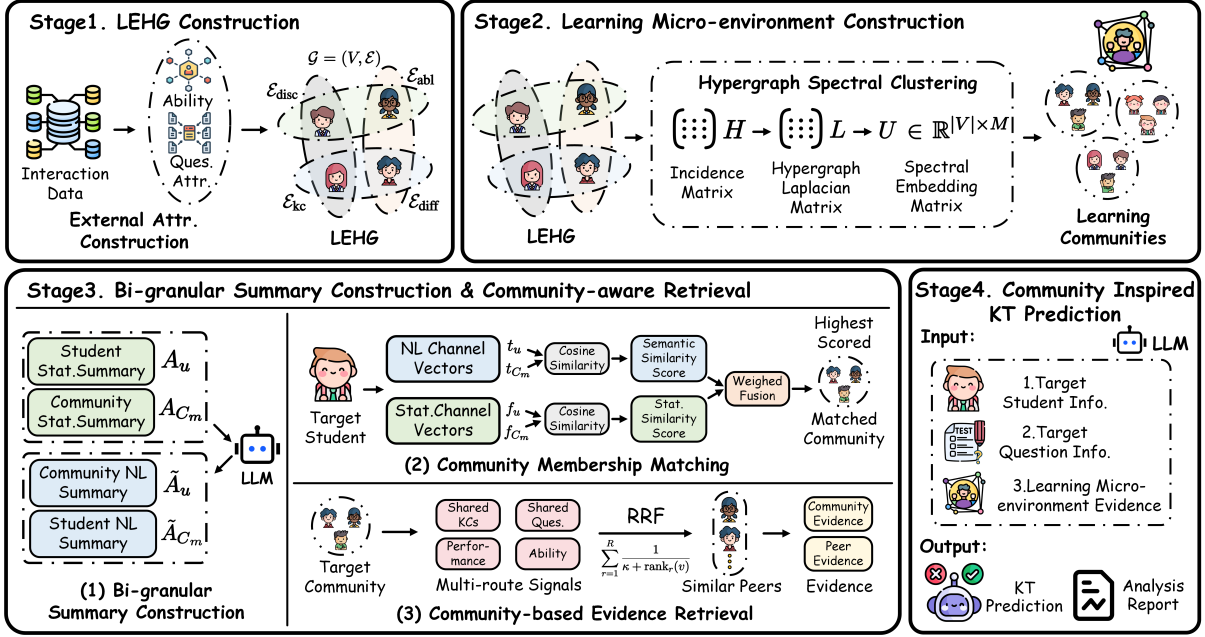 Stage1. LEHG Construction
Interaction
Data
Ability
Ques.
Attr.
External Attr.
Construction
𝒢 = (V, ℰ)
ℰdisc
ℰabl
ℰkc
ℰdiff
LEHG
Stage2. Learning Micro-environment Construction
LEHG
Hypergraph Spectral Clustering
H
L
U ∈ ℝ^{|V|×M}
Incidence
Matrix
Hypergraph
Laplacian
Matrix
Spectral
Embedding
Matrix
Learning
Communities
Stage3. Bi-granular Summary Construction & Community-aware Retrieval
Student
Stat.Summary
A_u
Community
Stat.Summary
A_{C_m}
LLM
Community NL
Summary
Ã_u
Student NL
Summary
Ã_{C_m}
(1) Bi-granular
Summary Construction
Target
Student
NL Channel
Vectors
t_u
t_{C_m}
Cosine
Similarity
Semantic
Similarity
Score
Stat.Channel
Vectors
f_u
f_{C_m}
Cosine
Similarity
Stat.
Similarity
Score
Weighed
Fusion
Highest
Scored
Matched
Community
(2) Community Membership Matching
Target
Community
Shared
KCs
Shared
Ques.
Perfor-
mance
Ability
Multi-route Signals
RRF
\sum_{r=1}^{R} \frac{1}{κ + rank_r(v)}
Similar Peers
Community
Evidence
Peer
Evidence
Evidence
(3) Community-based Evidence Retrieval
Stage4. Community Inspired
KT Prediction
Input:
LLM
1.Target
Student Info.
TEST
2.Target
Question Info.
3.Learning Micro-
environment Evidence
Output:
KT
Prediction
Analysis
Report